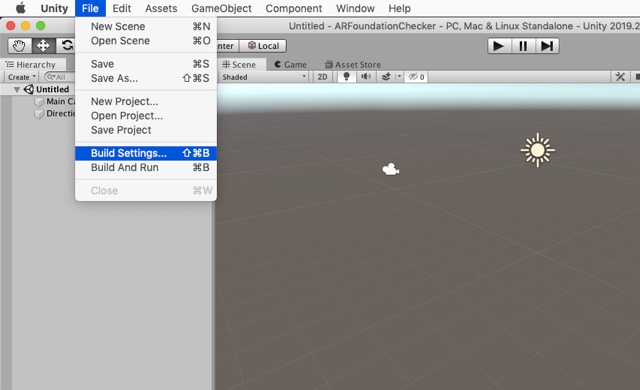 Unity File Edit Assets GameObject Component Window Help
Untitled - ARFoundationChecker - PC, Mac & Linux Standalone - Unity 2019.2
Local
Hierarchy
Scene Game Asset Store
Create All
Shaded 2D 0
Untitled
Main Ca
Directio
New Scene ⌘N
Open Scene ⌘O
Save ⌘S
Save As... ⇧⌘S
New Project...
Open Project...
Save Project
Build Settings... ⇧⌘B
Build And Run ⌘B
Close ⌘W